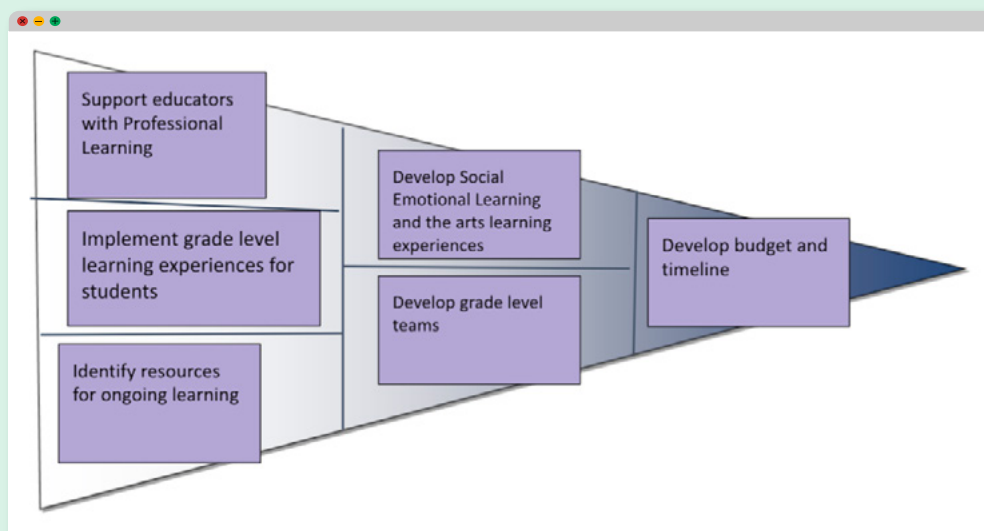 Support educators
with Professional
Learning
Implement grade level
learning experiences for
students
Identify resources
for ongoing learning
Develop Social
Emotional Learning
and the arts learning
experiences
Develop grade level
teams
Develop budget and
timeline